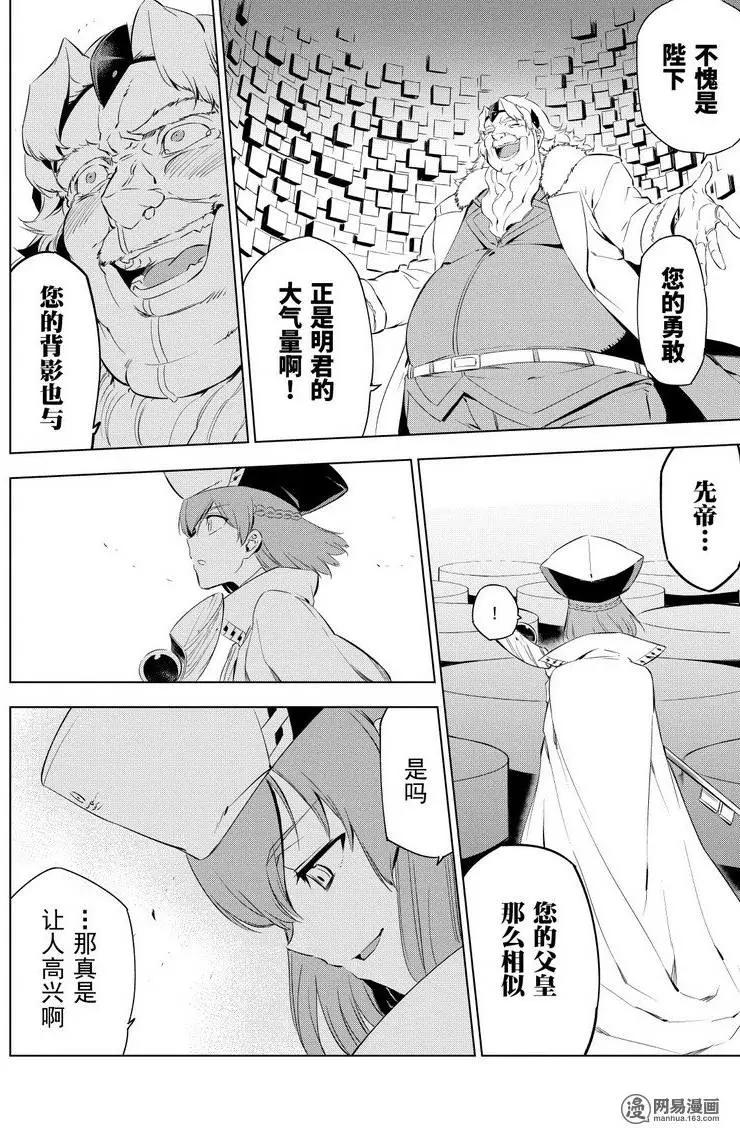 不愧是
陛下
您的勇敢
正是明君的
大气量啊！
您的背影也与
先帝…
！
您的父皇
那么相似
是吗
…那真是
让人高兴啊
漫 网易漫画
manhua.163.com